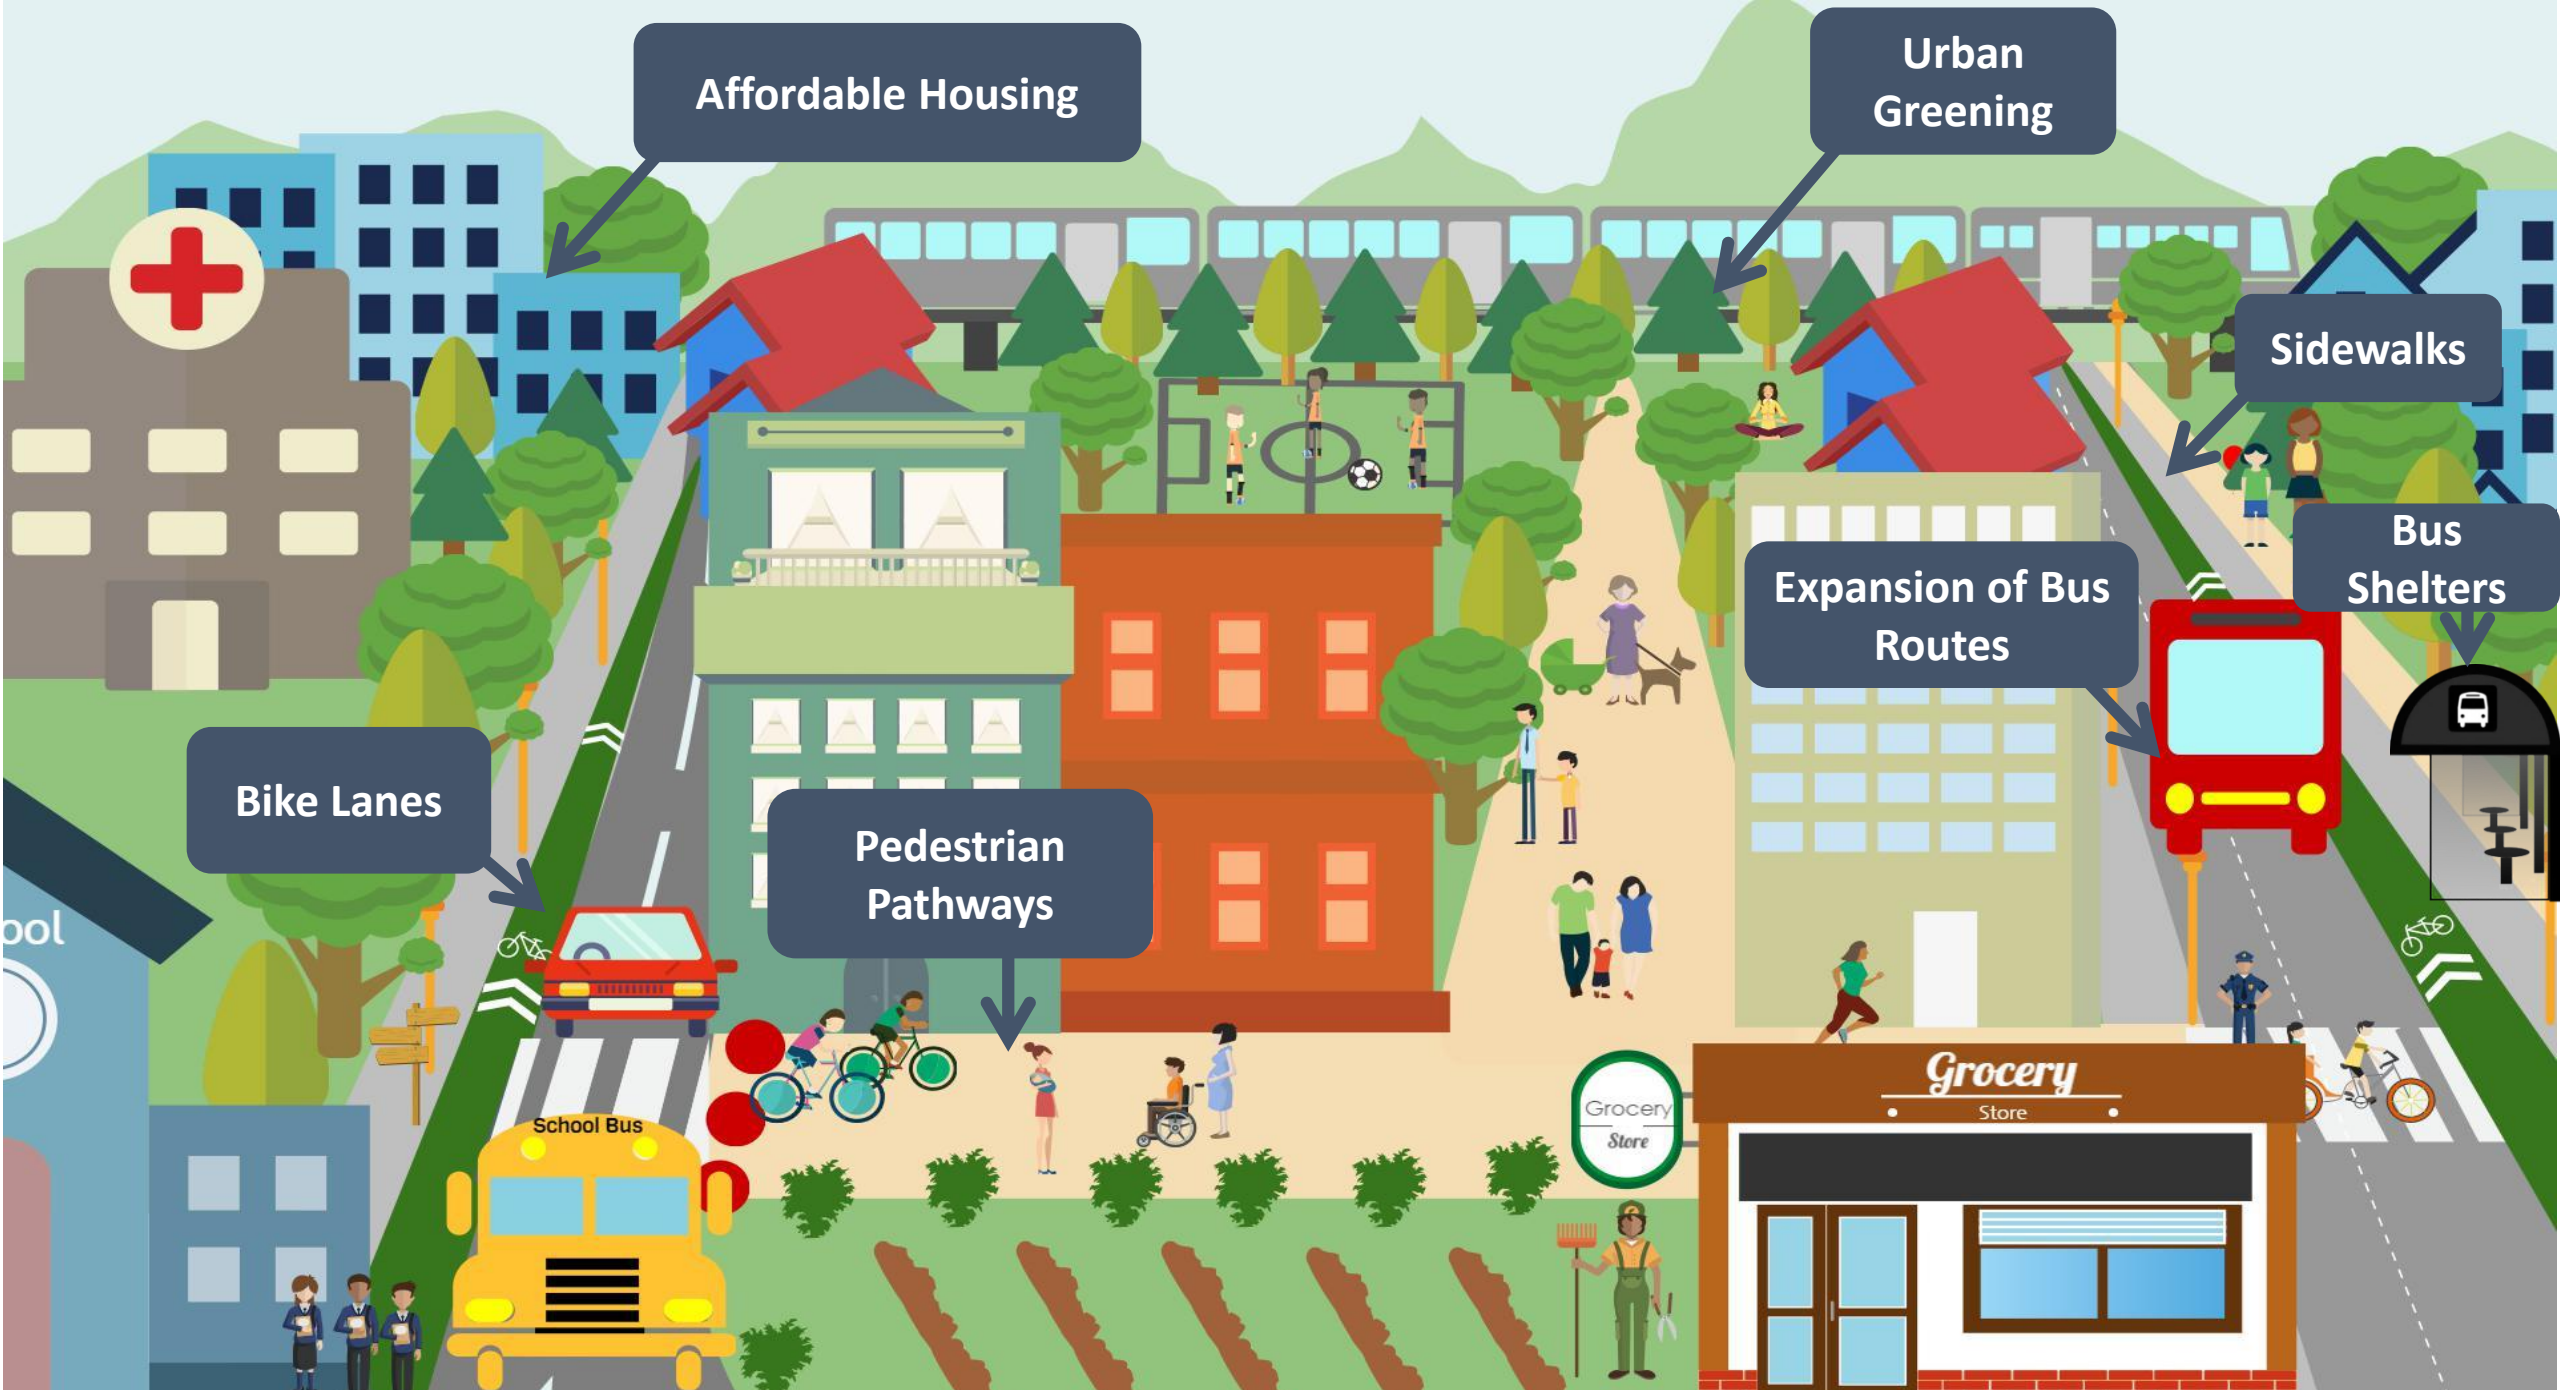 Affordable Housing
Urban
Greening
Sidewalks
Bus
Shelters
Expansion of Bus
Routes
Bike Lanes
Pedestrian
Pathways
ool
School Bus
Grocery
Store
Grocery
Store